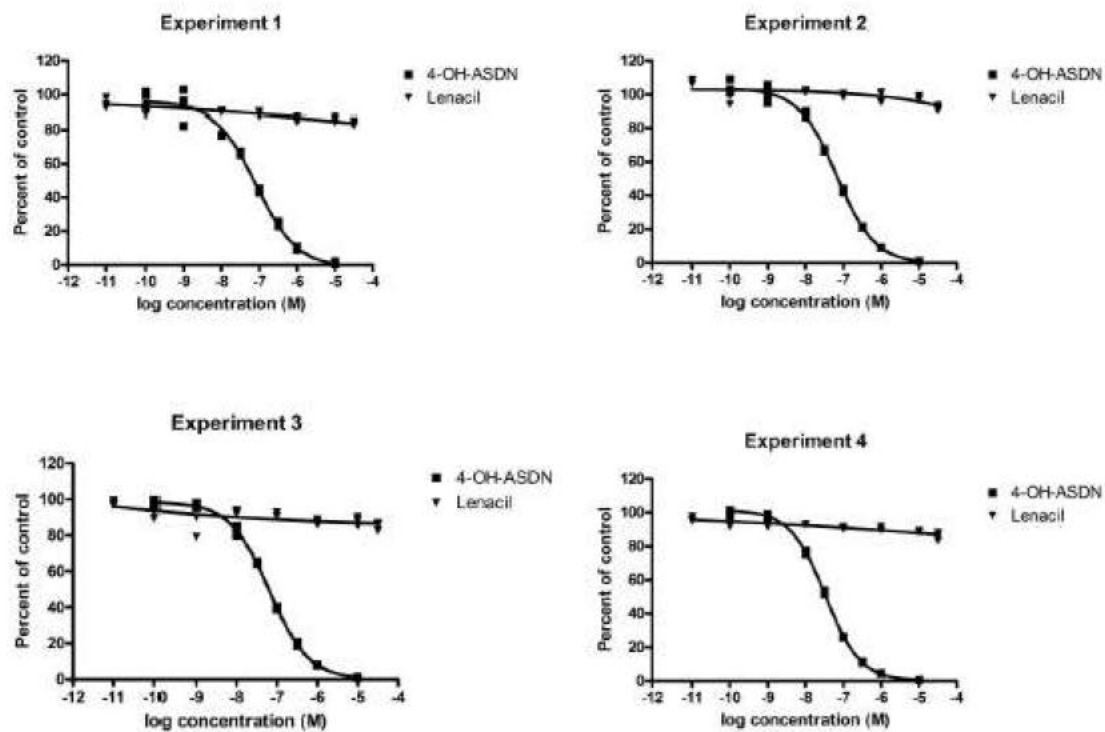 Experiment 1
4-OH-ASDN
Lenacil
Percent of control
120
100
80
60
40
20
0
-12 -11 -10 -9 -8 -7 -6 -5 -4
log concentration (M)
Experiment 2
4-OH-ASDN
Lenacil
Percent of control
120
100
80
60
40
20
0
-12 -11 -10 -9 -8 -7 -6 -5 -4
log concentration (M)
Experiment 3
4-OH-ASDN
Lenacil
Percent of control
120
100
80
60
40
20
0
-12 -11 -10 -9 -8 -7 -6 -5 -4
log concentration (M)
Experiment 4
4-OH-ASDN
Lenacil
Percent of control
120
100
80
60
40
20
0
-12 -11 -10 -9 -8 -7 -6 -5 -4
log concentration (M)